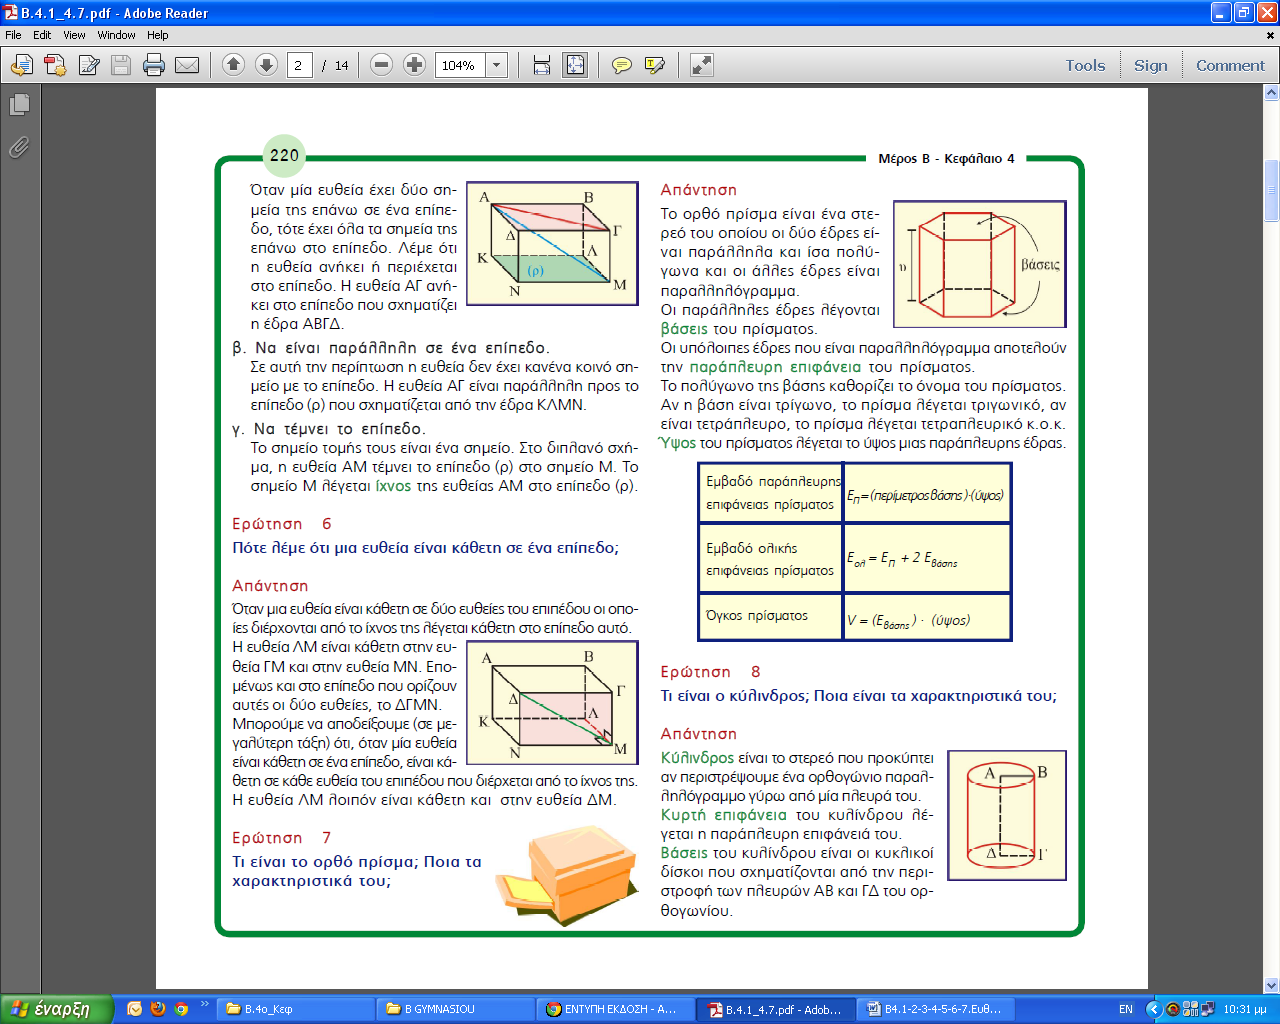 B.4.1_4.7.pdf - Adobe Reader
File Edit View Window Help
2 / 14 104% Tools Sign Comment
220
Μέρος Β - Κεφάλαιο 4
Όταν μία ευθεία έχει δύο ση-
μεία της επάνω σε ένα επίπε-
δο, τότε έχει όλα τα σημεία της
επάνω στο επίπεδο. Λέμε ότι
η ευθεία ανήκει ή περιέχεται
στο επίπεδο. Η ευθεία ΑΓ ανή-
κει στο επίπεδο που σχηματίζει
η έδρα ΑΒΓΔ.
Α Β
Δ Γ
Κ Λ
(ρ)
Ν Μ
β. Να είναι παράλληλη σε ένα επίπεδο.
Σε αυτή την περίπτωση η ευθεία δεν έχει κανένα κοινό ση-
μείο με το επίπεδο. Η ευθεία ΑΓ είναι παράλληλη προς το
επίπεδο (ρ) που σχηματίζεται από την έδρα ΚΛΜΝ.
γ. Να τέμνει το επίπεδο.
Το σημείο τομής τους είναι ένα σημείο. Στο διπλανό σχή-
μα, η ευθεία ΑΜ τέμνει το επίπεδο (ρ) στο σημείο Μ. Το
σημείο Μ λέγεται ίχνος της ευθείας ΑΜ στο επίπεδο (ρ).
Ερώτηση 6
Πότε λέμε ότι μια ευθεία είναι κάθετη σε ένα επίπεδο;
Απάντηση
Όταν μια ευθεία είναι κάθετη σε δύο ευθείες του επιπέδου οι οπο-
ίες διέρχονται από το ίχνος της λέγεται κάθετη στο επίπεδο αυτό.
Η ευθεία ΛΜ είναι κάθετη στην ευ-
θεία ΓΜ και στην ευθεία ΜΝ. Επο-
μένως και στο επίπεδο που ορίζουν
αυτές οι δύο ευθείες, το ΔΓΜΝ.
Μπορούμε να αποδείξουμε (σε με-
γαλύτερη τάξη) ότι, όταν μία ευθεία
είναι κάθετη σε ένα επίπεδο, είναι κά-
θετη σε κάθε ευθεία του επιπέδου που διέρχεται από το ίχνος της.
Η ευθεία ΛΜ λοιπόν είναι κάθετη και στην ευθεία ΔΜ.
Α Β
Δ Γ
Κ Λ
Ν Μ
Ερώτηση 7
Τι είναι το ορθό πρίσμα; Ποια τα
χαρακτηριστικά του;
Απάντηση
Το ορθό πρίσμα είναι ένα στε-
ρεό του οποίου οι δύο έδρες εί-
ναι παράλληλα και ίσα πολύ-
γωνα και οι άλλες έδρες είναι
παραλληλόγραμμα.
Οι παράλληλες έδρες λέγονται
βάσεις του πρίσματος.
υ βάσεις
Οι υπόλοιπες έδρες που είναι παραλληλόγραμμα αποτελούν
την παράπλευρη επιφάνεια του πρίσματος.
Το πολύγωνο της βάσης καθορίζει το όνομα του πρίσματος.
Αν η βάση είναι τρίγωνο, το πρίσμα λέγεται τριγωνικό, αν
είναι τετράπλευρο, το πρίσμα λέγεται τετραπλευρικό κ.ο.κ.
Ύψος του πρίσματος λέγεται το ύψος μιας παράπλευρης έδρας.
Εμβαδό παράπλευρης
επιφάνειας πρίσματος
EΠ=(περίμετρος βάσης)·(ύψος)
Εμβαδό ολικής
επιφάνειας πρίσματος
Eολ = EΠ + 2 Eβάσης
Όγκος πρίσματος
V = (Eβάσης) · (ύψος)
Ερώτηση 8
Τι είναι ο κύλινδρος; Ποια είναι τα χαρακτηριστικά του;
Απάντηση
Κύλινδρος είναι το στερεό που προκύπτει
αν περιστρέψουμε ένα ορθογώνιο παραλ-
ληλόγραμμο γύρω από μία πλευρά του.
Κυρτή επιφάνεια του κυλίνδρου λέ-
γεται η παράπλευρη επιφάνειά του.
Βάσεις του κυλίνδρου είναι οι κυκλικοί
δίσκοι που σχηματίζονται από την περι-
στροφή των πλευρών ΑΒ και ΓΔ του ορ-
θογωνίου.
Α Β
Δ Γ
έναρξη
B.4o_Κεφ
B GYMNASIOU
ΕΝΤΥΠΗ ΕΚΔΟΣΗ - Α...
B.4.1_4.7.pdf - Adob...
B4.1-2-3-4-5-6-7.Ευθ...
EN
10:31 μμ